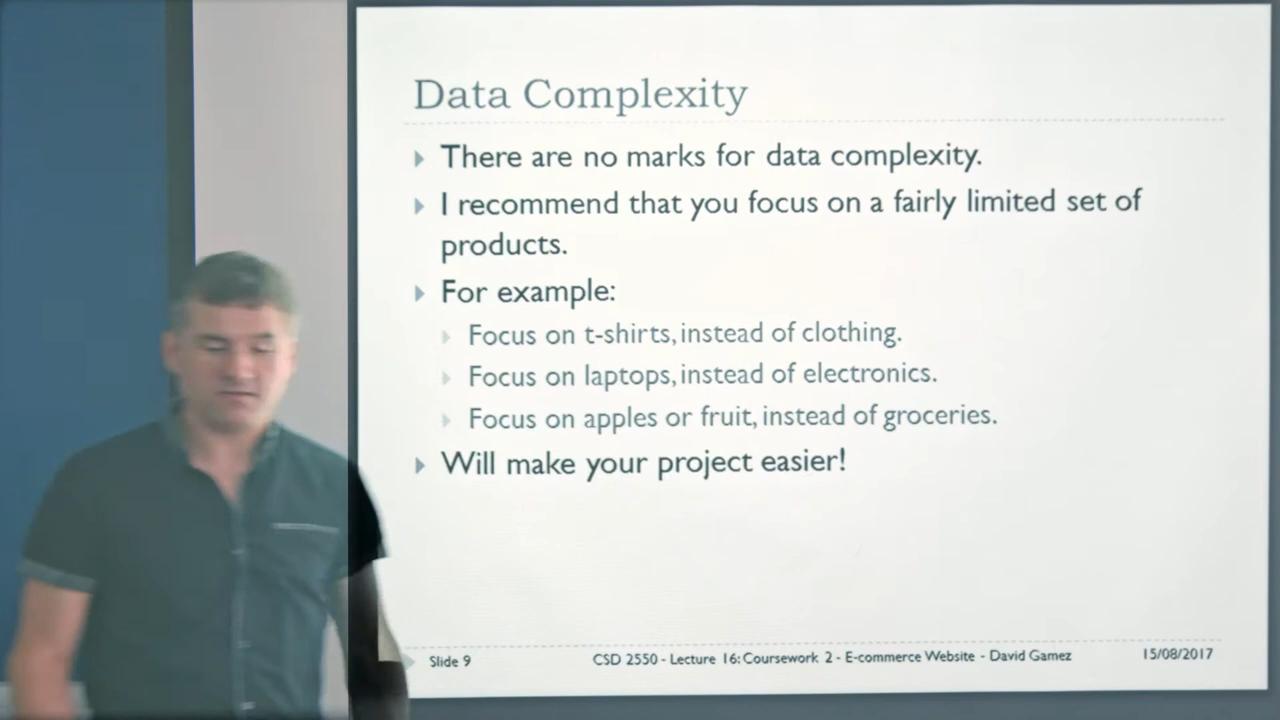 Data Complexity
There are no marks for data complexity.
I recommend that you focus on a fairly limited set of
products.
For example:
Focus on t-shirts, instead of clothing.
Focus on laptops, instead of electronics.
Focus on apples or fruit, instead of groceries.
Will make your project easier!
Slide 9
CSD 2550 - Lecture 16: Coursework 2 - E-commerce Website - David Gamez
15/08/2017